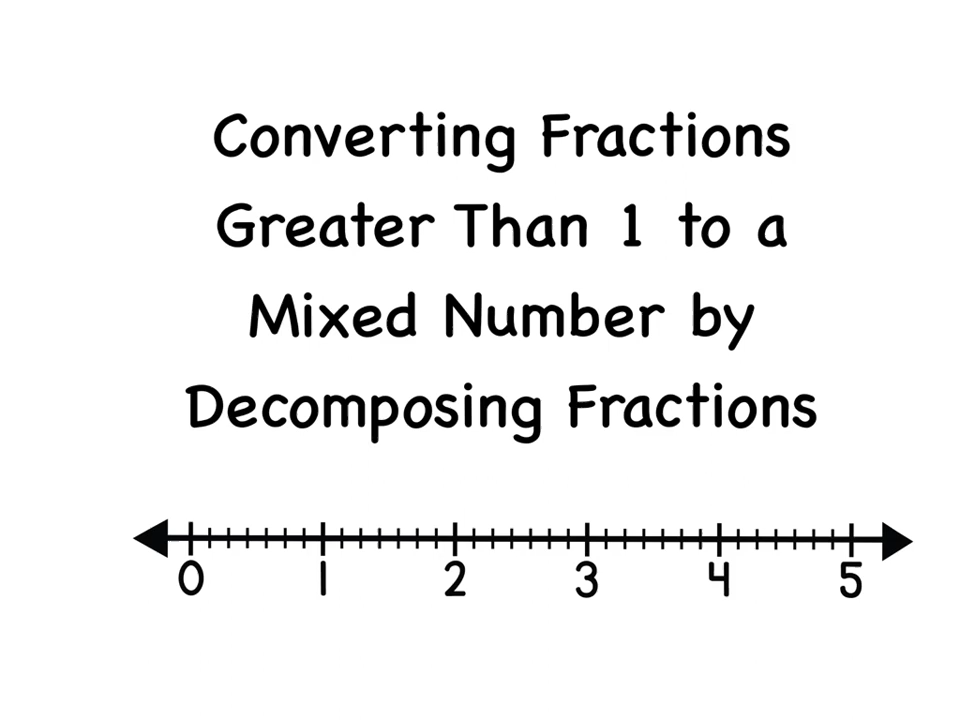 Converting Fractions
Greater Than 1 to a
Mixed Number by
Decomposing Fractions
0 1 2 3 4 5